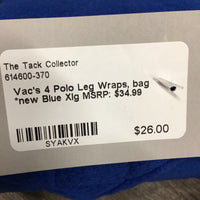 The Tack Collector
614600-370
Vac's 4 Polo Leg Wraps, bag
*new Blue Xlg MSRP: $34.99
SYAKVX
$26.00